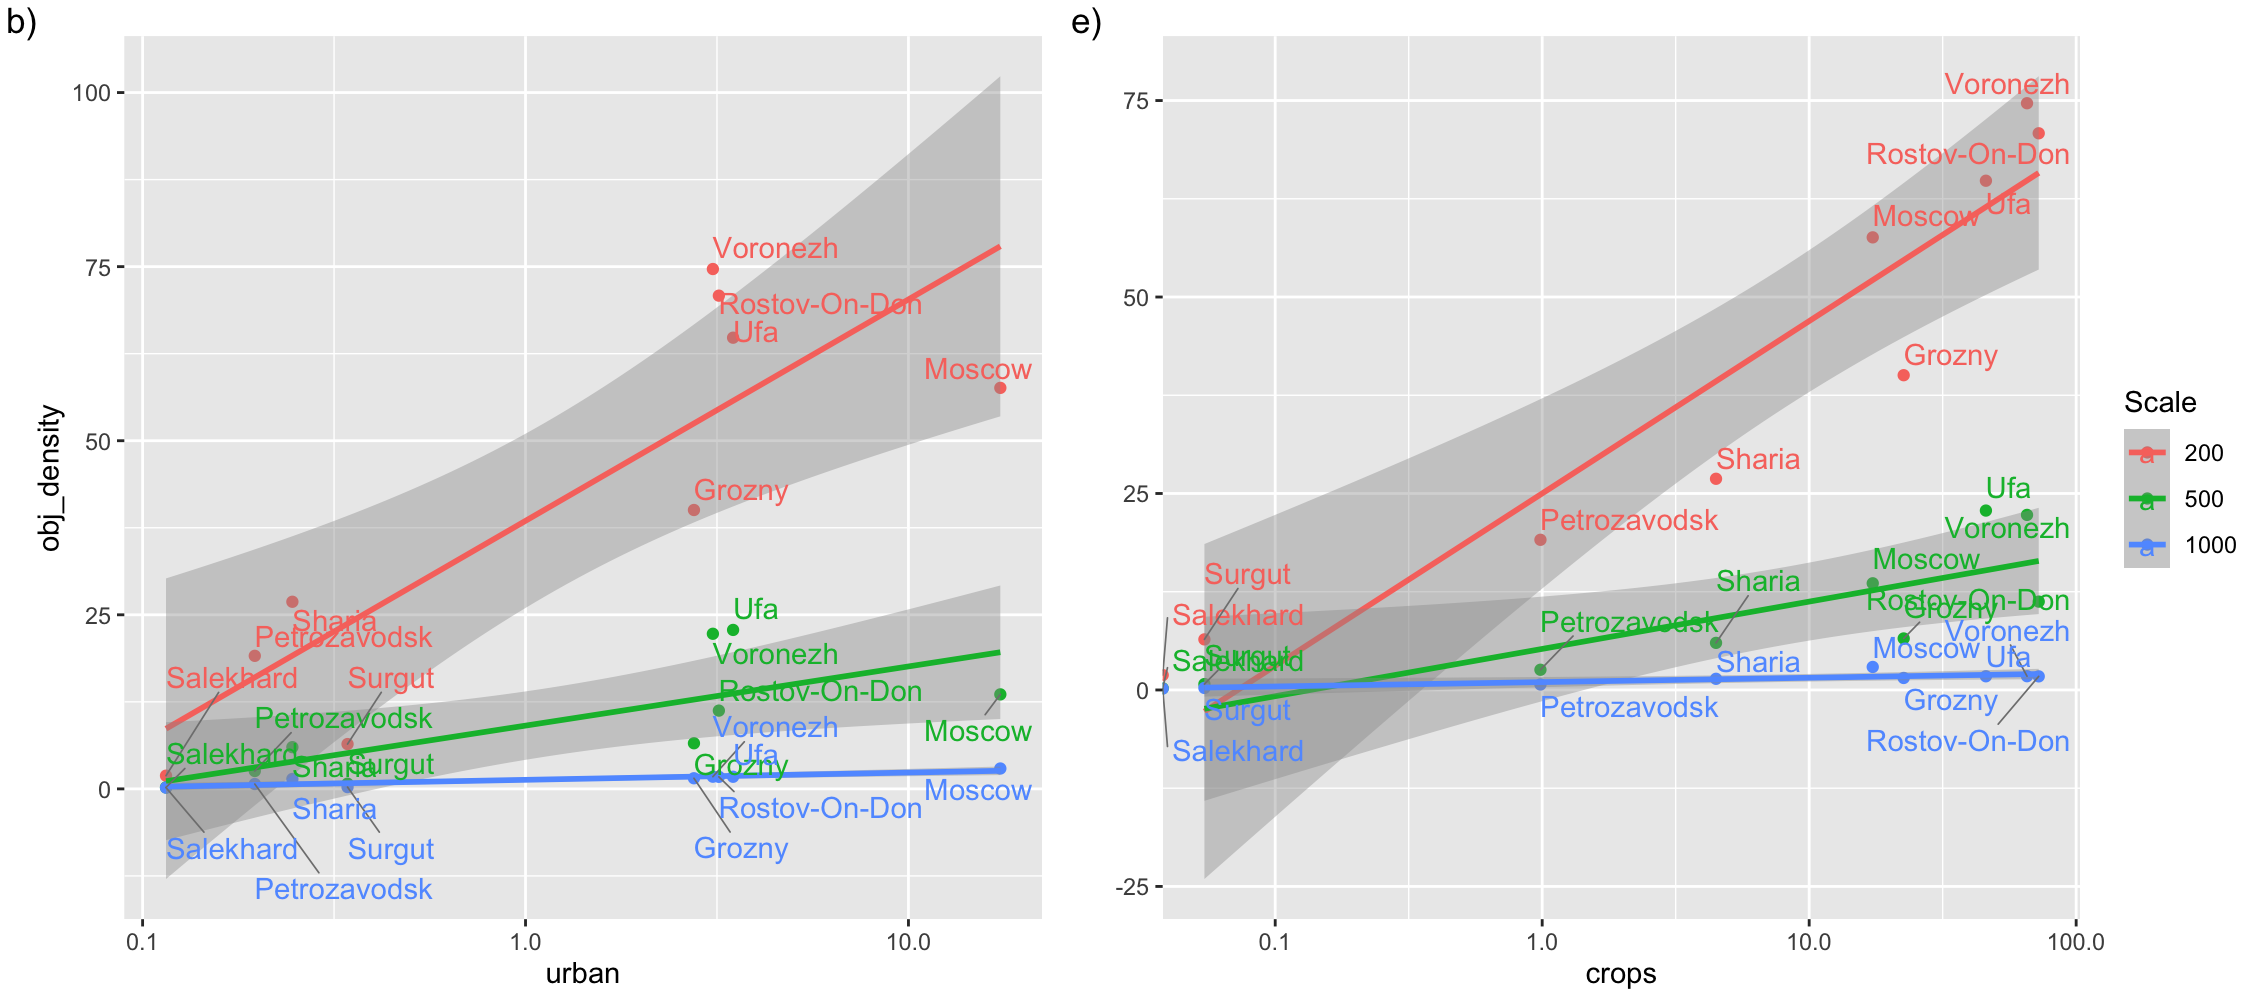 b)
100
75
50
25
0
obj_density
0.1
1.0
10.0
urban
Voronezh
Rostov-On-Don
Ufa
Moscow
Grozny
Sharia
Petrozavodsk
Salekhard
Surgut
Ufa
Voronezh
Rostov-On-Don
Petrozavodsk
Moscow
Salekhard
Sharia
Surgut
Grozny
Voronezh
Ufa
Moscow
Sharia
Rostov-On-Don
Salekhard
Surgut
Grozny
Petrozavodsk
e)
75
50
25
0
-25
0.1
1.0
10.0
100.0
crops
Voronezh
Rostov-On-Don
Ufa
Moscow
Grozny
Sharia
Petrozavodsk
Surgut
Salekhard
Ufa
Voronezh
Moscow
Sharia
Rostov-On-Don
Grozny
Petrozavodsk
Surgut
Salekhard
Voronezh
Moscow
Ufa
Sharia
Grozny
Petrozavodsk
Surgut
Rostov-On-Don
Salekhard
Scale
a 200
a 500
a 1000